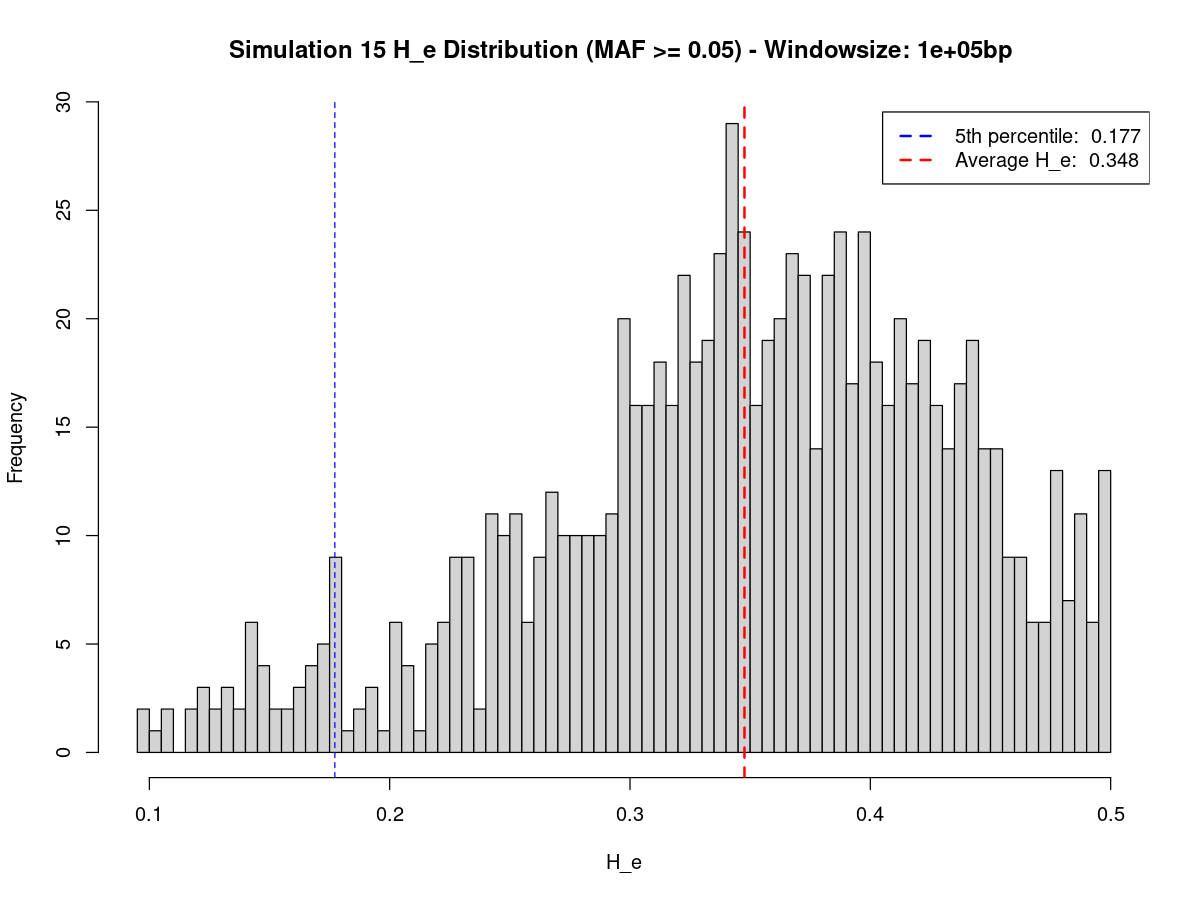 Simulation 15 H_e Distribution (MAF >= 0.05) - Windowsize: 1e+05bp
5th percentile: 0.177
Average H_e: 0.348
Frequency
30
25
20
15
10
5
0
0.1 0.2 0.3 0.4 0.5
H_e